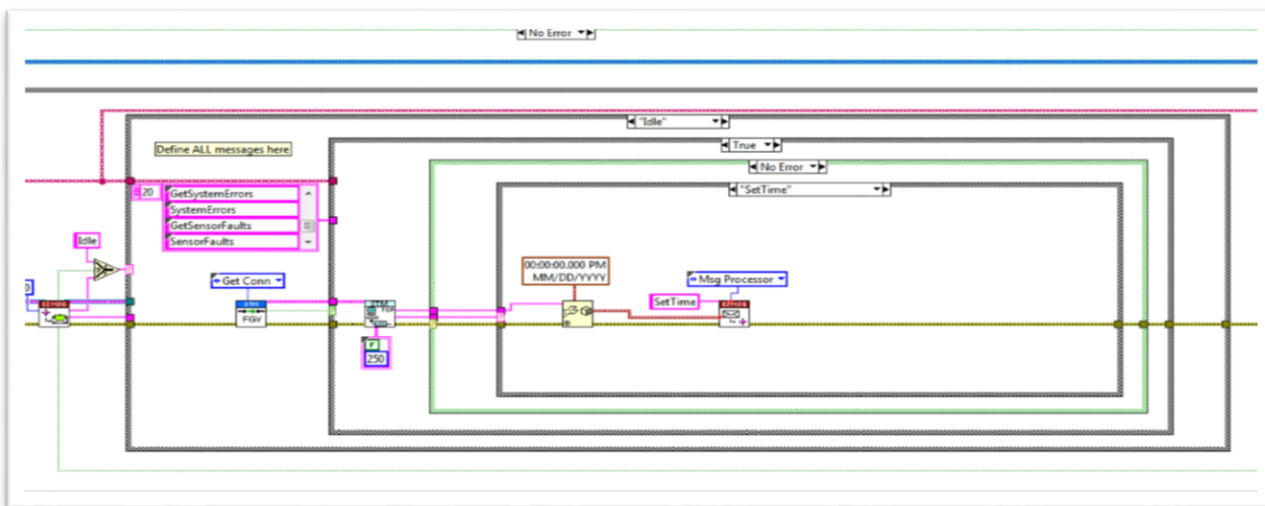 No Error
"Idle"
True
Define ALL messages here
No Error
20
GetSystemErrors
SystemErrors
GetSensorFaults
SensorFaults
"SetTime"
Idle
00:00:00.000 PM
MM/DD/YYYY
Get Conn
Msg Processor
SetTime
FGV
F
250